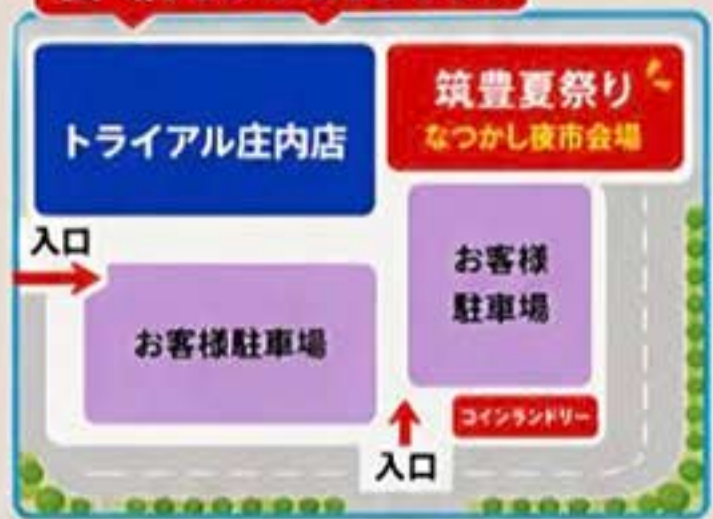 トライアル庄内店
筑豊夏祭り
なつかし夜市会場
入口
お客様
駐車場
お客様駐車場
コインランドリー
入口